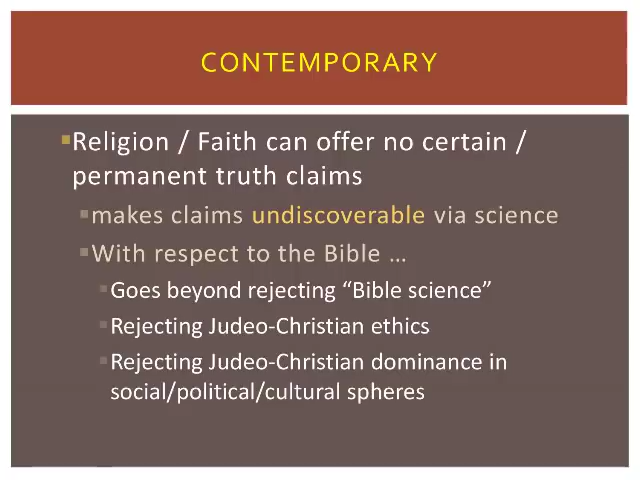 CONTEMPORARY
▪Religion / Faith can offer no certain /
permanent truth claims
▪makes claims undiscoverable via science
▪With respect to the Bible …
▪Goes beyond rejecting “Bible science”
▪Rejecting Judeo-Christian ethics
▪Rejecting Judeo-Christian dominance in
social/political/cultural spheres